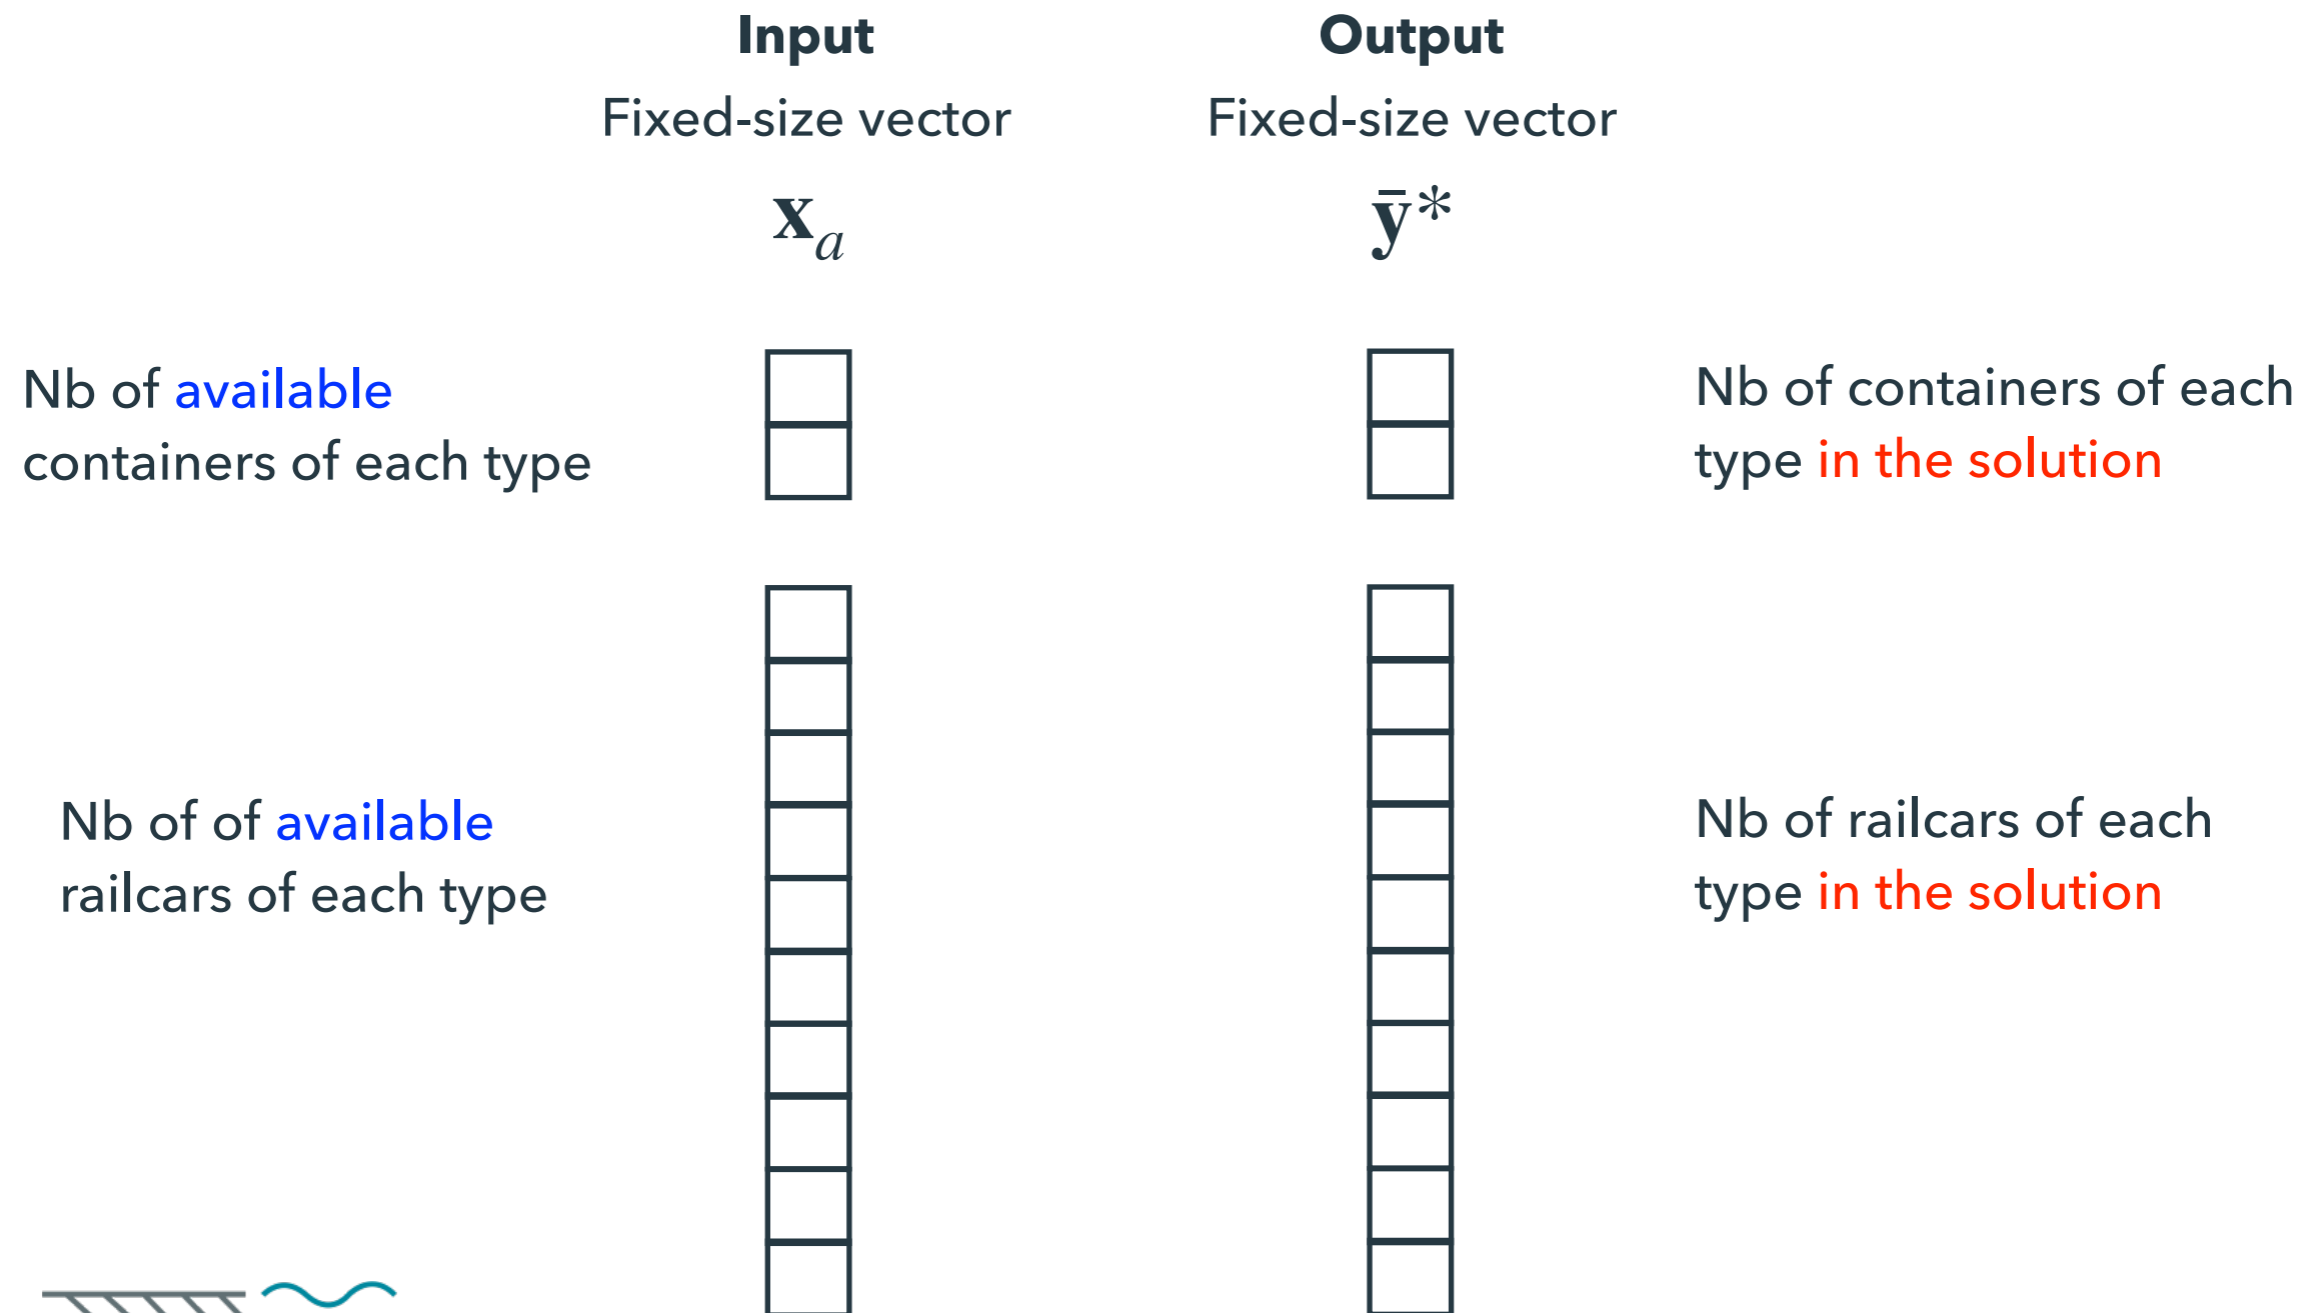 Input
Output
Fixed-size vector
Fixed-size vector
𝐱ₐ
ȳ*
Nb of available
containers of each type
Nb of containers of each
type in the solution
Nb of of available
railcars of each type
Nb of railcars of each
type in the solution